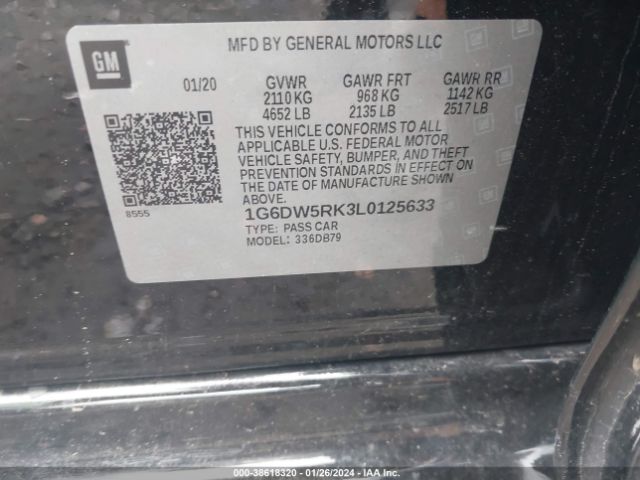 GM
MFD BY GENERAL MOTORS LLC
01/20 GVWR GAWR FRT GAWR RR
2110 KG 968 KG 1142 KG
4652 LB 2135 LB 2517 LB
THIS VEHICLE CONFORMS TO ALL
APPLICABLE U.S. FEDERAL MOTOR
VEHICLE SAFETY, BUMPER, AND THEFT
PREVENTION STANDARDS IN EFFECT ON
THE DATE OF MANUFACTURE SHOWN
ABOVE.
8555
1G6DW5RK3L0125633
TYPE: PASS CAR
MODEL: 336DB79
000-38618320 - 01/26/2024 - IAAI.COM